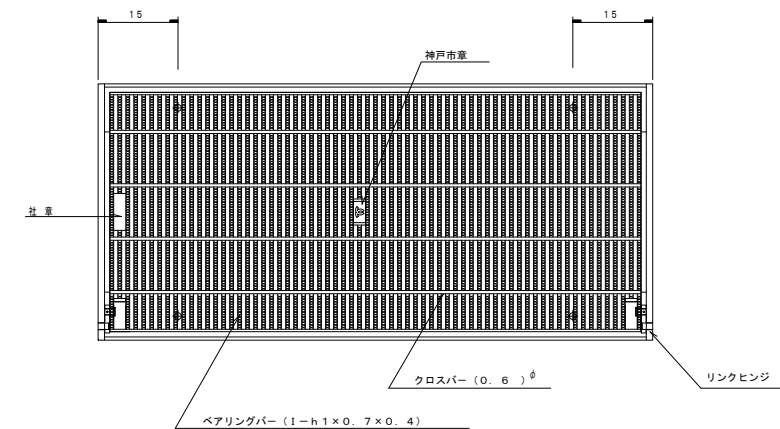 15
15
神戸市章
社 章
クロスバー(0.6 )φ
リンクヒンジ
ベアリングバー(I-h1×0.7×0.4)